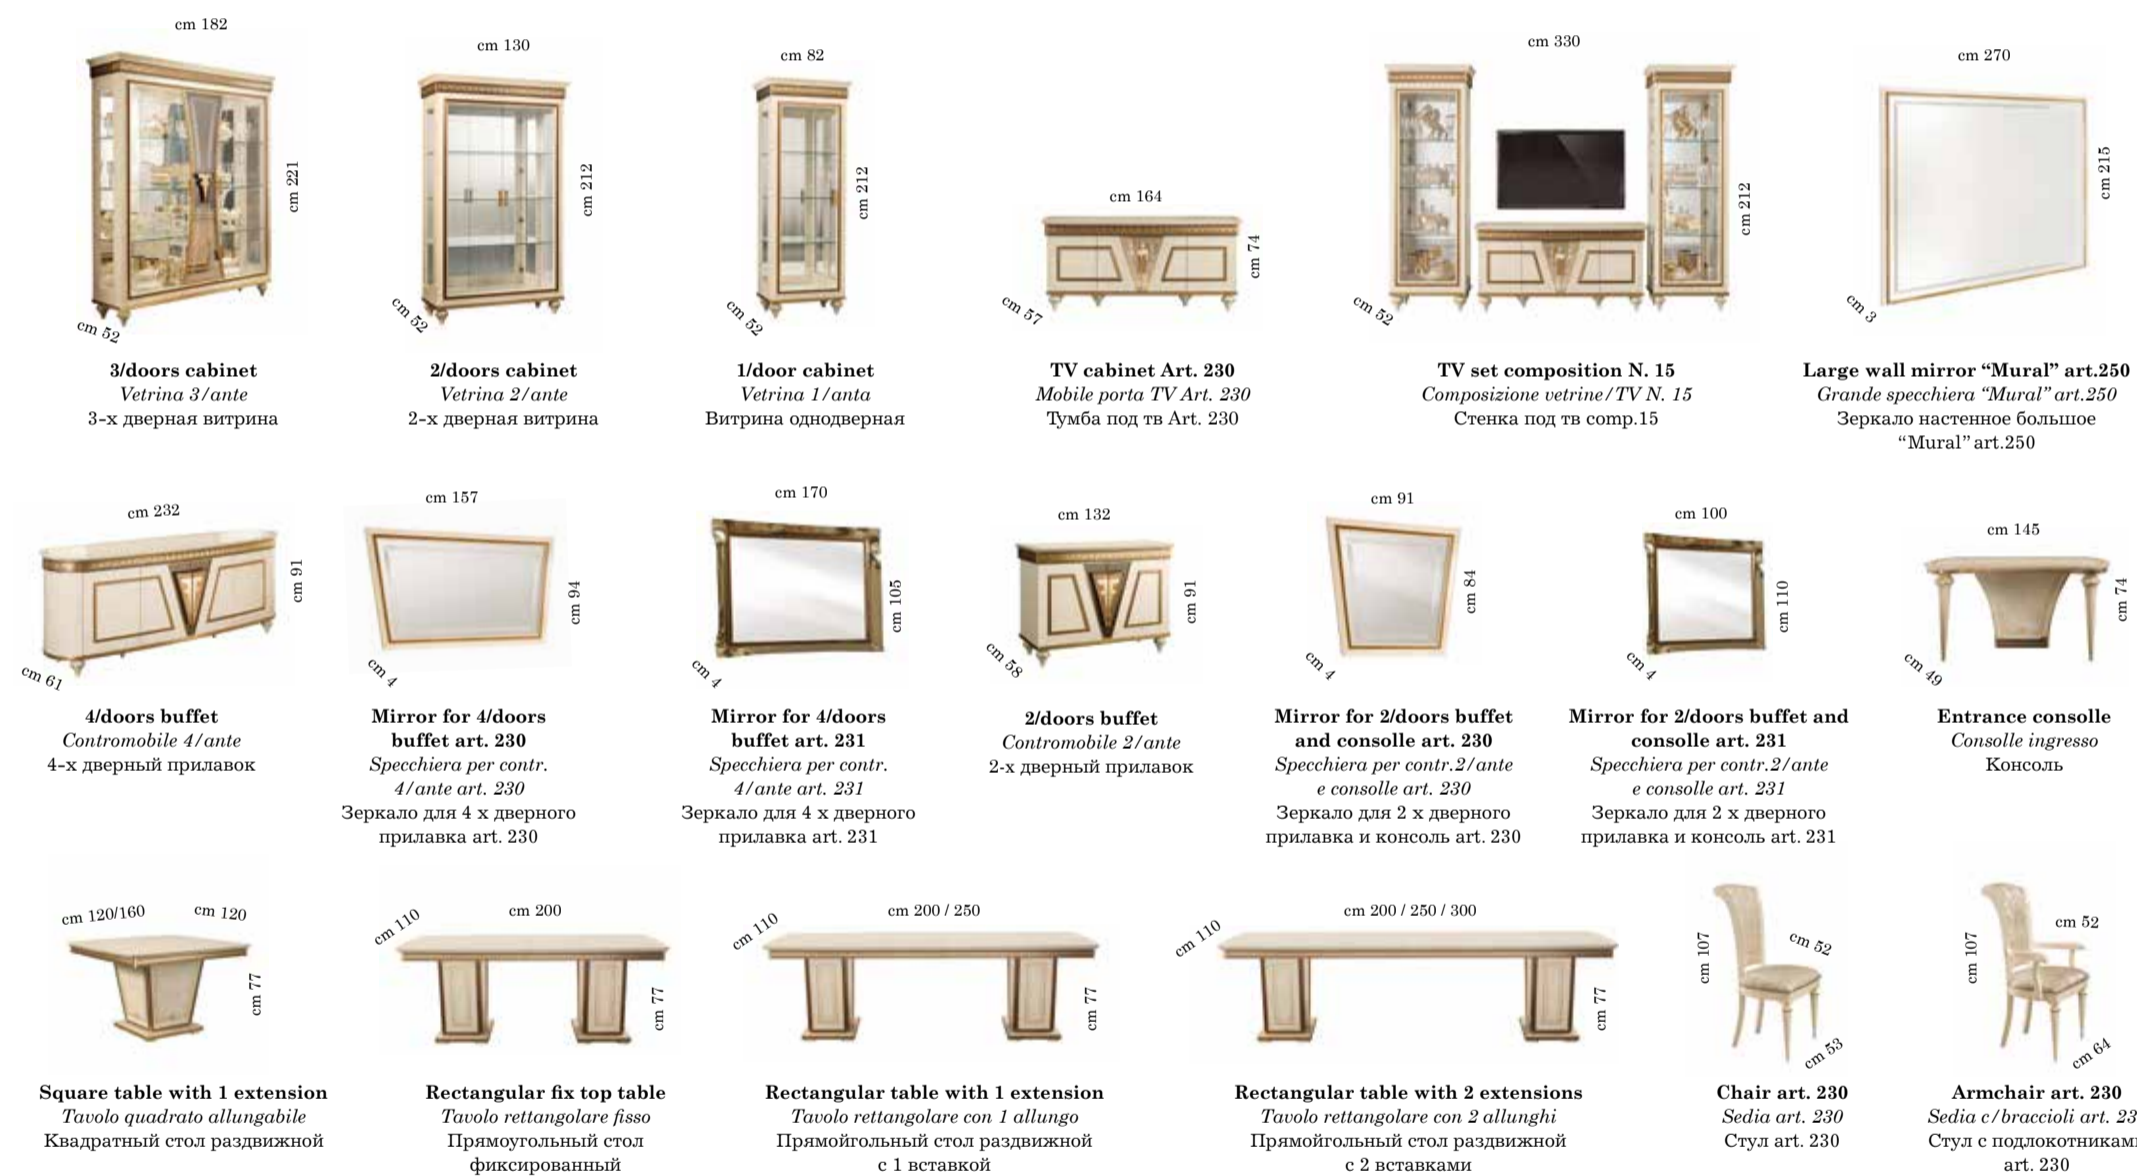 cm 182
cm 221
cm 52
3/doors cabinet
Vetrina 3/ante
3-х дверная витрина
cm 130
cm 212
cm 52
2/doors cabinet
Vetrina 2/ante
2-х дверная витрина
cm 82
cm 212
cm 52
1/door cabinet
Vetrina 1/anta
Витрина однодверная
cm 164
cm 74
cm 57
TV cabinet Art. 230
Mobile porta TV Art. 230
Тумба под тв Art. 230
cm 330
cm 212
cm 52
TV set composition N. 15
Composizione vetrine/TV N. 15
Стенка под тв comp.15
cm 270
cm 215
cm 3
Large wall mirror “Mural” art.250
Grande specchiera “Mural” art.250
Зеркало настенное большое
“Mural” art.250
cm 232
cm 91
cm 61
4/doors buffet
Contromobile 4/ante
4-х дверный прилавок
cm 157
cm 94
cm 4
Mirror for 4/doors
buffet art. 230
Specchiera per contr.
4/ante art. 230
Зеркало для 4 х дверного
прилавка art. 230
cm 170
cm 105
cm 4
Mirror for 4/doors
buffet art. 231
Specchiera per contr.
4/ante art. 231
Зеркало для 4 х дверного
прилавка art. 231
cm 132
cm 91
cm 58
2/doors buffet
Contromobile 2/ante
2-х дверный прилавок
cm 91
cm 84
cm 4
Mirror for 2/doors buffet
and consolle art. 230
Specchiera per contr.2/ante
e consolle art. 230
Зеркало для 2 х дверного
прилавка и консоль art. 230
cm 100
cm 110
cm 4
Mirror for 2/doors buffet and
consolle art. 231
Specchiera per contr.2/ante
e consolle art. 231
Зеркало для 2 х дверного
прилавка и консоль art. 231
cm 145
cm 74
cm 49
Entrance consolle
Consolle ingresso
Консоль
cm 120/160
cm 120
cm 77
Square table with 1 extension
Tavolo quadrato allungabile
Квадратный стол раздвижной
cm 110
cm 200
cm 77
Rectangular fix top table
Tavolo rettangolare fisso
Прямоугольный стол
фиксированный
cm 110
cm 200 / 250
cm 77
Rectangular table with 1 extension
Tavolo rettangolare con 1 allungo
Прямойгольный стол раздвижной
с 1 вставкой
cm 110
cm 200 / 250 / 300
cm 77
Rectangular table with 2 extensions
Tavolo rettangolare con 2 allunghi
Прямойгольный стол раздвижной
с 2 вставками
cm 107
cm 52
cm 53
Chair art. 230
Sedia art. 230
Стул art. 230
cm 107
cm 52
cm 64
Armchair art. 230
Sedia c/braccioli art. 23
Стул с подлокотникам
art. 230